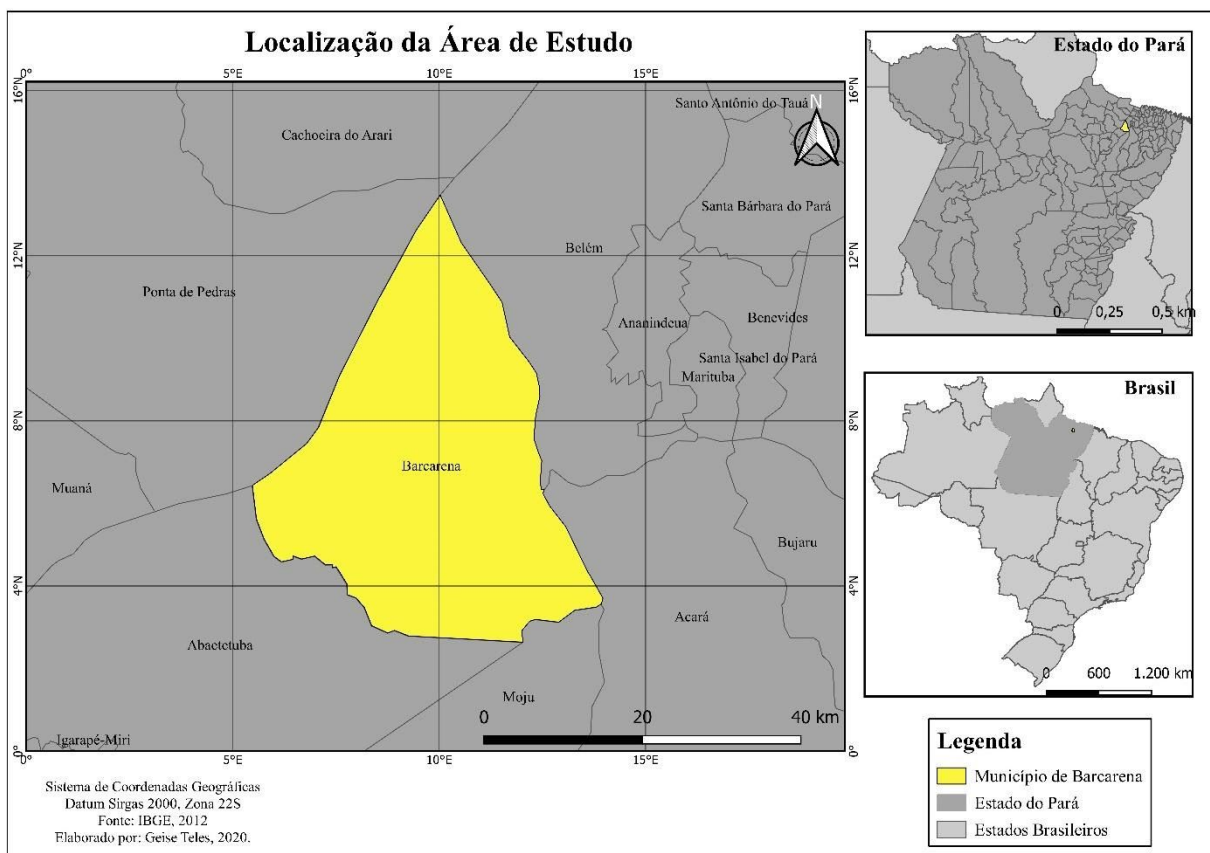 Localização da Área de Estudo
0°
5°E
10°E
15°E
16°N
16°N
Santo Antônio do Tauá
N
Cachoeira do Arari
Santa Bárbara do Pará
12°N
12°N
Belém
Ponta de Pedras
Ananindeua
Benevides
Santa Isabel do Pará
Marituba
8°N
8°N
Barcarena
Muaná
Bujaru
4°N
4°N
Acará
Abaetetuba
Moju
0 20 40 km
Igarapé-Miri
0°
0°
0°
5°E
10°E
15°E
Sistema de Coordenadas Geográficas
Datum Sirgas 2000, Zona 22S
Fonte: IBGE, 2012
Elaborado por: Geise Teles, 2020.
Estado do Pará
0 0,25 0,5 km
Brasil
0 600 1.200 km
Legenda
Município de Barcarena
Estado do Pará
Estados Brasileiros